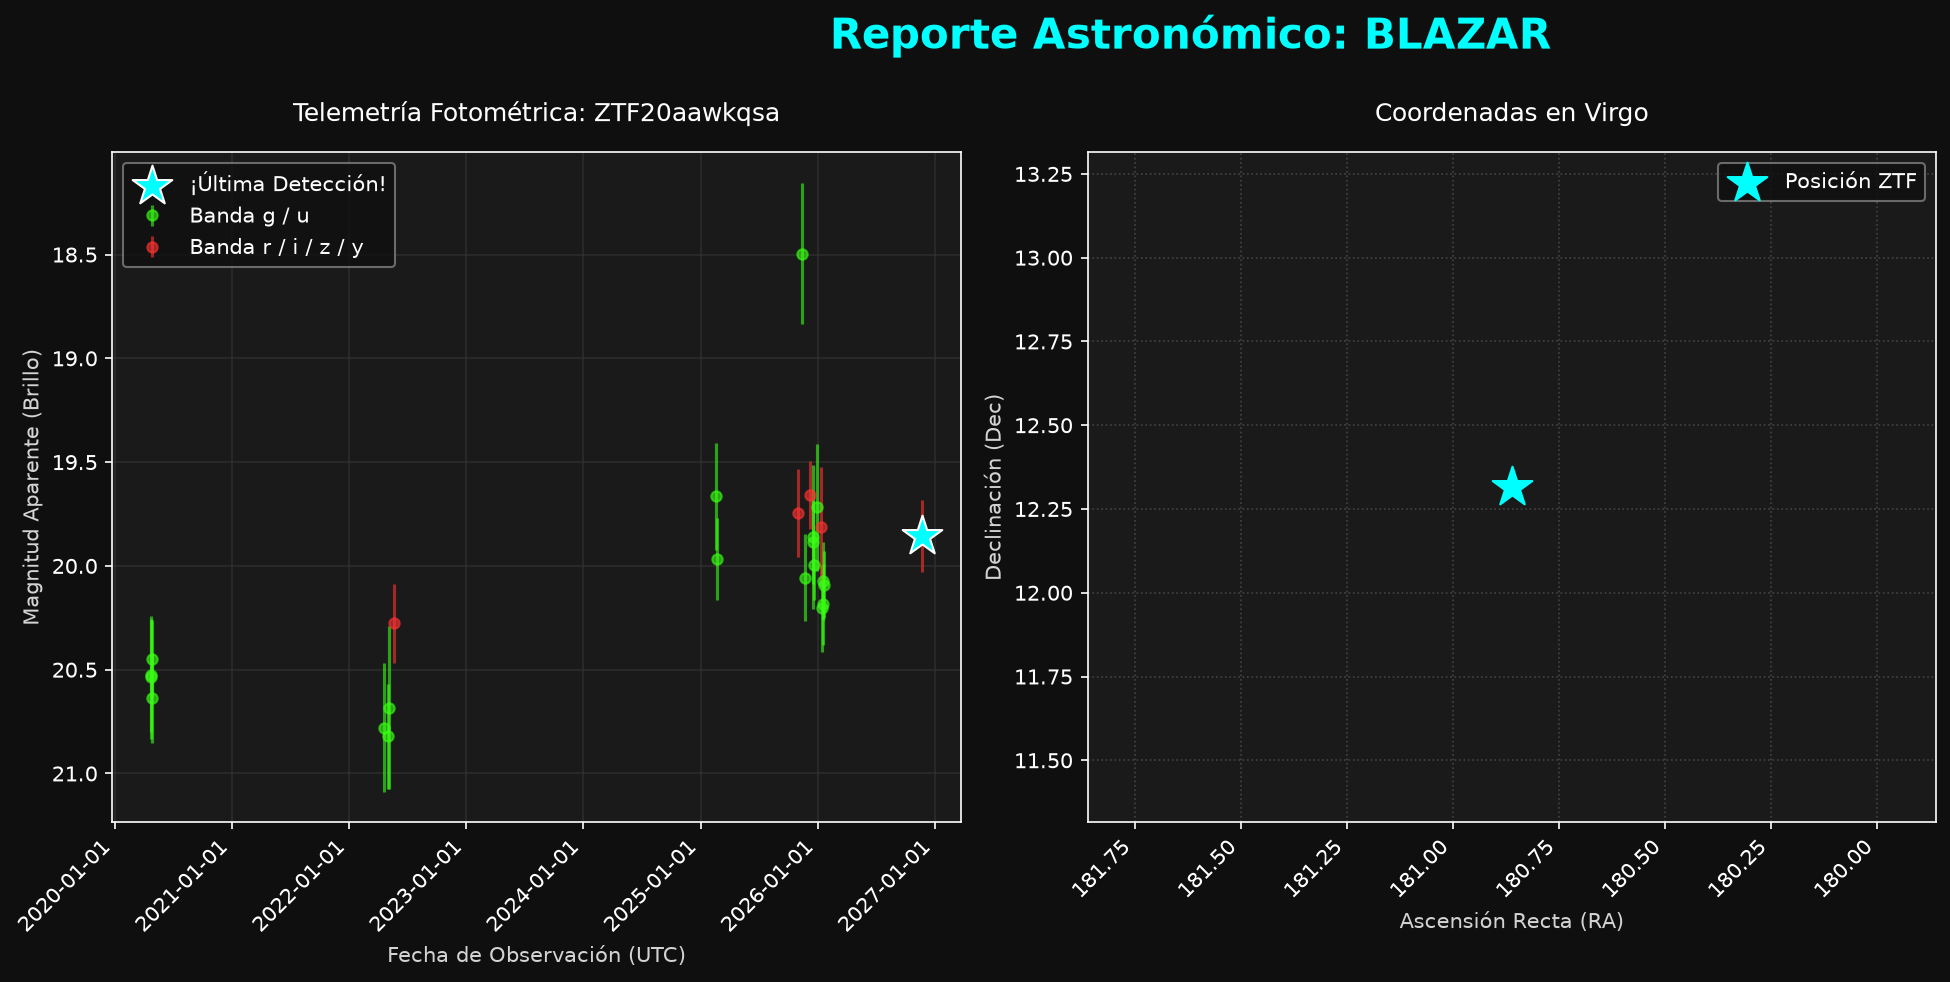 Reporte Astronómico: BLAZAR
Telemetría Fotométrica: ZTF20aawkqsa
¡Última Detección!
Banda g / u
Banda r / i / z / y
Magnitud Aparente (Brillo)
18.5
19.0
19.5
20.0
20.5
21.0
2020-01-01
2021-01-01
2022-01-01
2023-01-01
2024-01-01
2025-01-01
2026-01-01
2027-01-01
Fecha de Observación (UTC)
Coordenadas en Virgo
Posición ZTF
Declinación (Dec)
13.25
13.00
12.75
12.50
12.25
12.00
11.75
11.50
181.75
181.50
181.25
181.00
180.75
180.50
180.25
180.00
Ascensión Recta (RA)